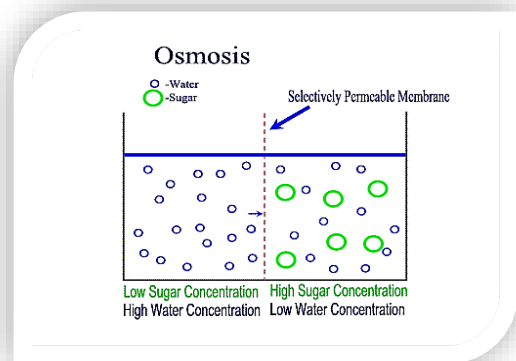 Osmosis
-Water
-Sugar
Selectively Permeable Membrane
Low Sugar Concentration
High Water Concentration
High Sugar Concentration
Low Water Concentration